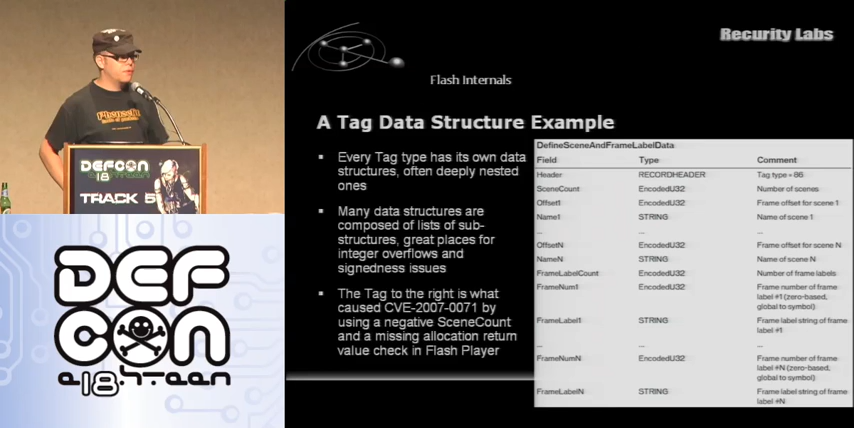 DEFCON
18
TRACK 5
DEF
CON
e18hteen
Recurity Labs
Flash Internals
A Tag Data Structure Example
Every Tag type has its own data
structures, often deeply nested
ones
Many data structures are
composed of lists of sub-
structures, great places for
integer overflows and
signedness issues
The Tag to the right is what
caused CVE-2007-0071 by
using a negative SceneCount
and a missing allocation return
value check in Flash Player
DefineSceneAndFrameLabelData
Field Type Comment
Header RECORDHEADER Tag type = 86
SceneCount EncodedU32 Number of scenes
Offset1 EncodedU32 Frame offset for scene 1
Name1 STRING Name of scene 1
... ... ...
OffsetN EncodedU32 Frame offset for scene N
NameN STRING Name of scene N
FrameLabelCount EncodedU32 Number of frame labels
FrameNum1 EncodedU32 Frame number of frame
label #1 (zero-based,
global to symbol)
FrameLabel1 STRING Frame label string of frame
label #1
... ... ...
FrameNumN EncodedU32 Frame number of frame
label #N (zero-based,
global to symbol)
FrameLabelN STRING Frame label string of frame
label #N